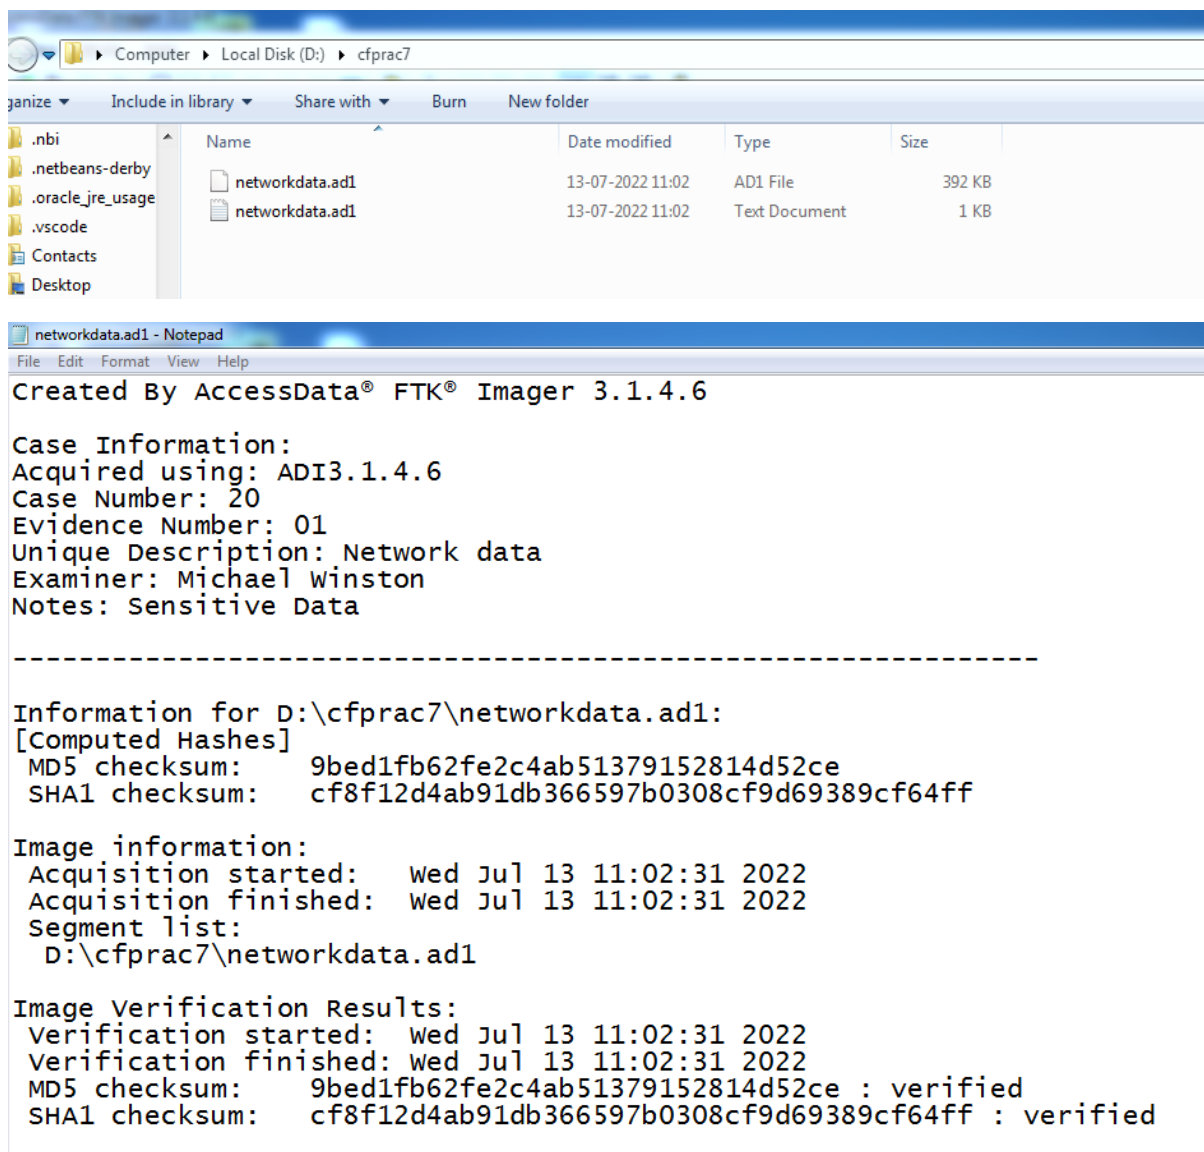 Computer ▸ Local Disk (D:) ▸ cfprac7
ganize Include in library Share with Burn New folder
.nbi
.netbeans-derby
.oracle_jre_usage
.vscode
Contacts
Desktop
Name Date modified Type Size
networkdata.ad1 13-07-2022 11:02 AD1 File 392 KB
networkdata.ad1 13-07-2022 11:02 Text Document 1 KB
networkdata.ad1 - Notepad
File Edit Format View Help
Created By AccessData® FTK® Imager 3.1.4.6
Case Information:
Acquired using: ADI3.1.4.6
Case Number: 20
Evidence Number: 01
Unique Description: Network data
Examiner: Michael Winston
Notes: Sensitive Data
--------------------------------------------------------------
Information for D:\cfprac7\networkdata.ad1:
[Computed Hashes]
MD5 checksum: 9bed1fb62fe2c4ab51379152814d52ce
SHA1 checksum: cf8f12d4ab91db366597b0308cf9d69389cf64ff
Image information:
Acquisition started: Wed Jul 13 11:02:31 2022
Acquisition finished: Wed Jul 13 11:02:31 2022
Segment list:
D:\cfprac7\networkdata.ad1
Image Verification Results:
Verification started: Wed Jul 13 11:02:31 2022
Verification finished: Wed Jul 13 11:02:31 2022
MD5 checksum: 9bed1fb62fe2c4ab51379152814d52ce : verified
SHA1 checksum: cf8f12d4ab91db366597b0308cf9d69389cf64ff : verified